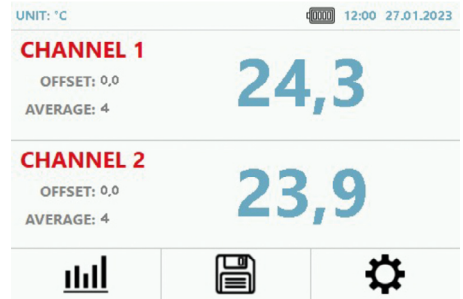 UNIT: °C 12:00 27.01.2023
CHANNEL 1
OFFSET: 0,0
AVERAGE: 4
24,3
CHANNEL 2
OFFSET: 0,0
AVERAGE: 4
23,9